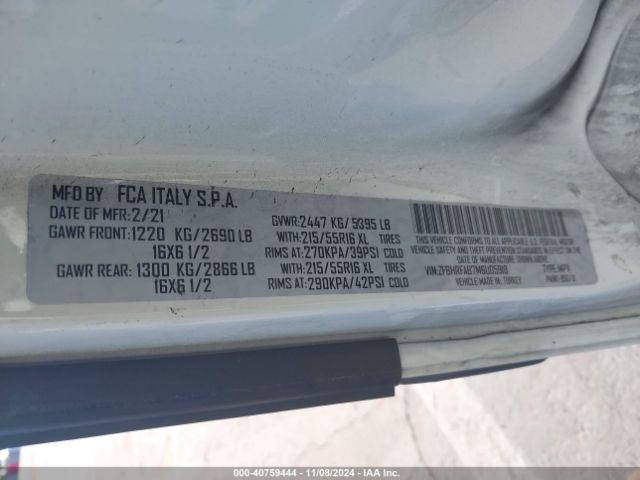 MFD BY FCA ITALY S.P.A.
DATE OF MFR: 2/21
GAWR FRONT: 1220 KG/2690 LB
16X6 1/2
GAWR REAR: 1300 KG/2866 LB
16X6 1/2
GVWR: 2447 KG/5395 LB
WITH: 215/55R16 XL TIRES
RIMS AT: 270KPA/39PSI COLD
WITH: 215/55R16 XL TIRES
RIMS AT: 290KPA/42PSI COLD
THIS VEHICLE CONFORMS TO ALL APPLICABLE FEDERAL MOTOR
VEHICLE SAFETY STANDARDS IN EFFECT ON THE DATE OF
MANUFACTURE SHOWN ABOVE.
VIN: TYPE: MPV
VEHICLE MADE IN: TURKEY PAINT:
000-40759444 - 11/08/2024 - IAA Inc.